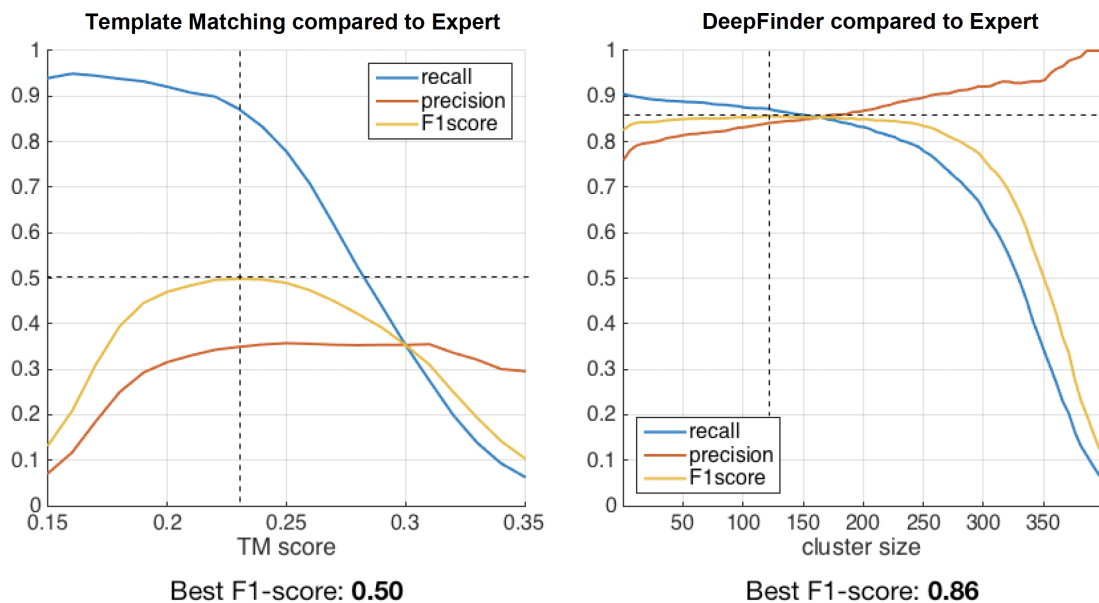 Template Matching compared to Expert
1
0.9
0.8
0.7
0.6
0.5
0.4
0.3
0.2
0.1
0
recall
precision
F1score
0.15 0.2 0.25 0.3 0.35
TM score
Best F1-score: 0.50
DeepFinder compared to Expert
1
0.9
0.8
0.7
0.6
0.5
0.4
0.3
0.2
0.1
0
recall
precision
F1score
50 100 150 200 250 300 350
cluster size
Best F1-score: 0.86